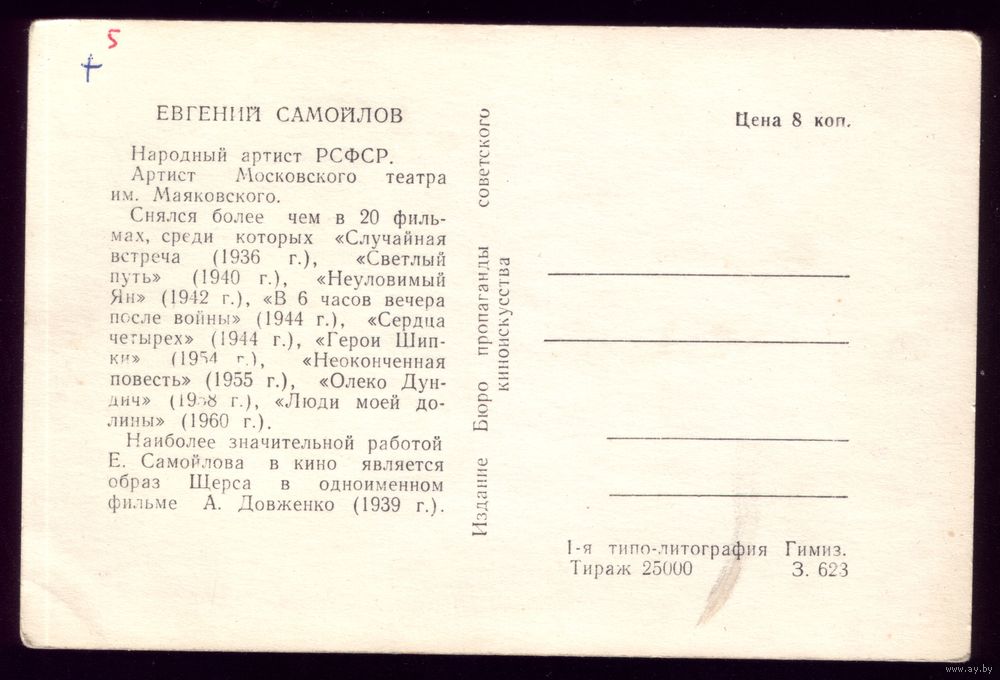 5
ЕВГЕНИЙ САМОЙЛОВ
Народный артист РСФСР.
Артист Московского театра
им. Маяковского.
Снялся более чем в 20 филь-
мах, среди которых «Случайная
встреча (1936 г.), «Светлый
путь» (1940 г.), «Неуловимый
Ян» (1942 г.), «В 6 часов вечера
после войны» (1944 г.), «Сердца
четырех» (1944 г.), «Герои Шип-
ки» (1954 г.), «Неоконченная
повесть» (1955 г.), «Олеко Дун-
дич» (1958 г.), «Люди моей до-
лины» (1960 г.).
Наиболее значительной работой
Е. Самойлова в кино является
образ Щерса в одноименном
фильме А. Довженко (1939 г.).
Издание Бюро пропаганды советского
киноискусства
Цена 8 коп.
1-я типо-литография Гимиз.
Тираж 25000 З. 623
www.ay.by